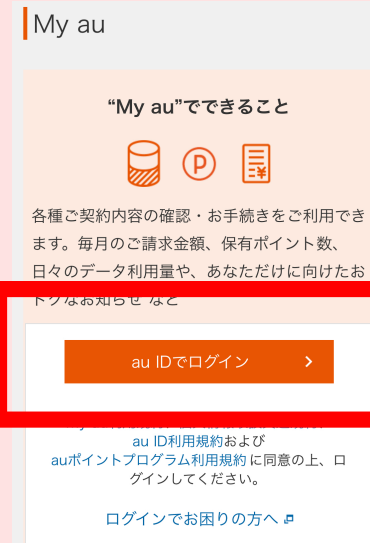 My au
“My au”でできること
各種ご契約内容の確認・お手続きをご利用でき
ます。毎月のご請求金額、保有ポイント数、
日々のデータ利用量や、あなただけに向けたお
トクなお知らせ など
au IDでログイン
au ID利用規約および
auポイントプログラム利用規約 に同意の上、ロ
グインしてください。
ログインでお困りの方へ